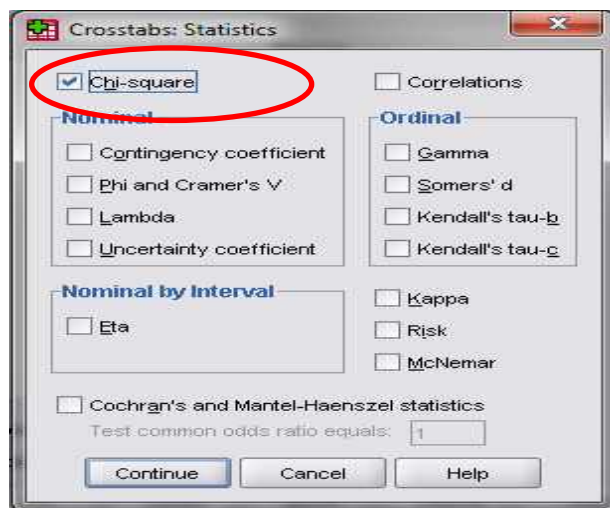 Crosstabs: Statistics
Chi-square
Correlations
Nominal
Contingency coefficient
Phi and Cramer's V
Lambda
Uncertainty coefficient
Ordinal
Gamma
Somers' d
Kendall's tau-b
Kendall's tau-c
Nominal by Interval
Eta
Kappa
Risk
McNemar
Cochran's and Mantel-Haenszel statistics
Test common odds ratio equals: 1
Continue Cancel Help